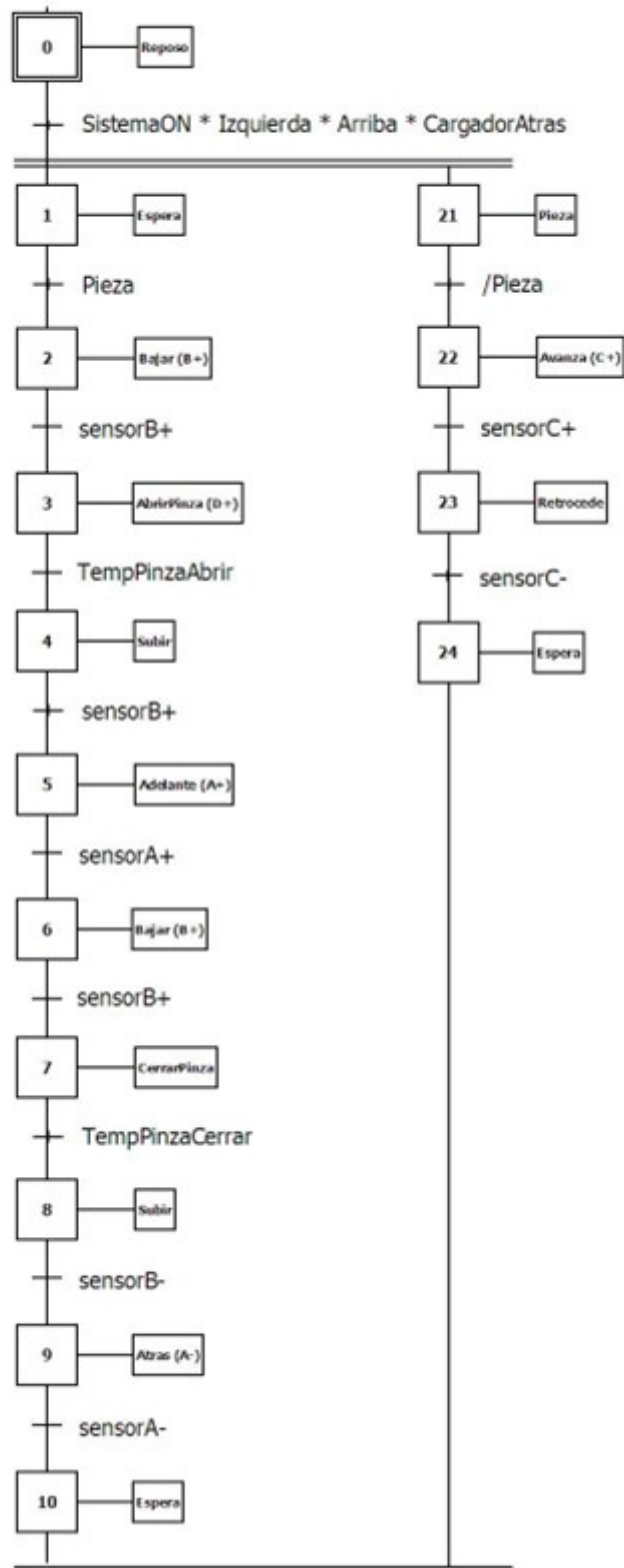 0 Reposo
SistemaON * Izquierda * Arriba * CargadorAtras
1 Espera
21 Pieza
Pieza
/Pieza
2 Bajar (B+)
22 Avanza (C+)
sensorB+
sensorC+
3 AbrirPinza (D+)
23 Retrocede
TempPinzaAbrir
sensorC-
4 Subir
24 Espera
sensorB+
5 Adelante (A+)
sensorA+
6 Bajar (B+)
sensorB+
7 CerrarPinza
TempPinzaCerrar
8 Subir
sensorB-
9 Atras (A-)
sensorA-
10 Espera